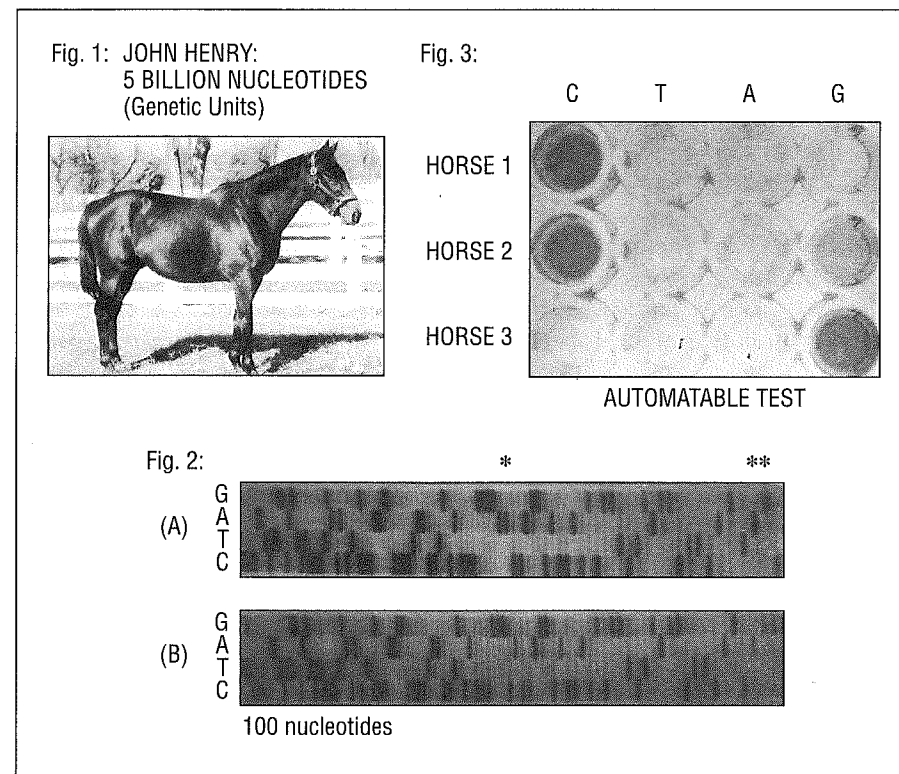 Fig. 1: JOHN HENRY:
5 BILLION NUCLEOTIDES
(Genetic Units)
Fig. 3:
C T A G
HORSE 1
HORSE 2
HORSE 3
AUTOMATABLE TEST
Fig. 2:
* **
(A)
G
A
T
C
(B)
G
A
T
C
100 nucleotides